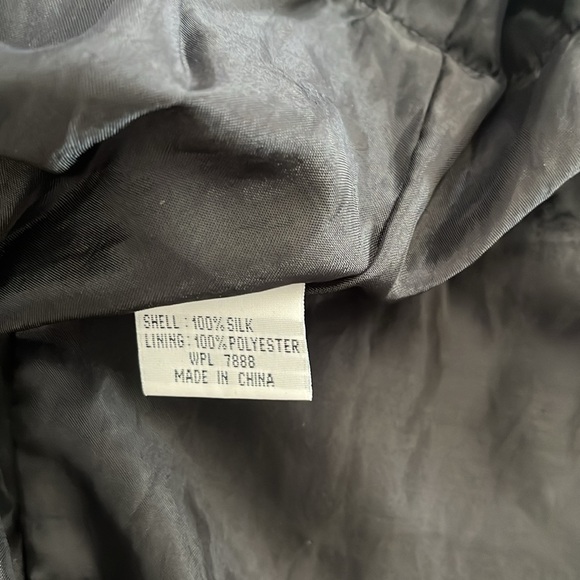 SHELL : 100% SILK
LINING: 100% POLYESTER
WPL 7888
MADE IN CHINA